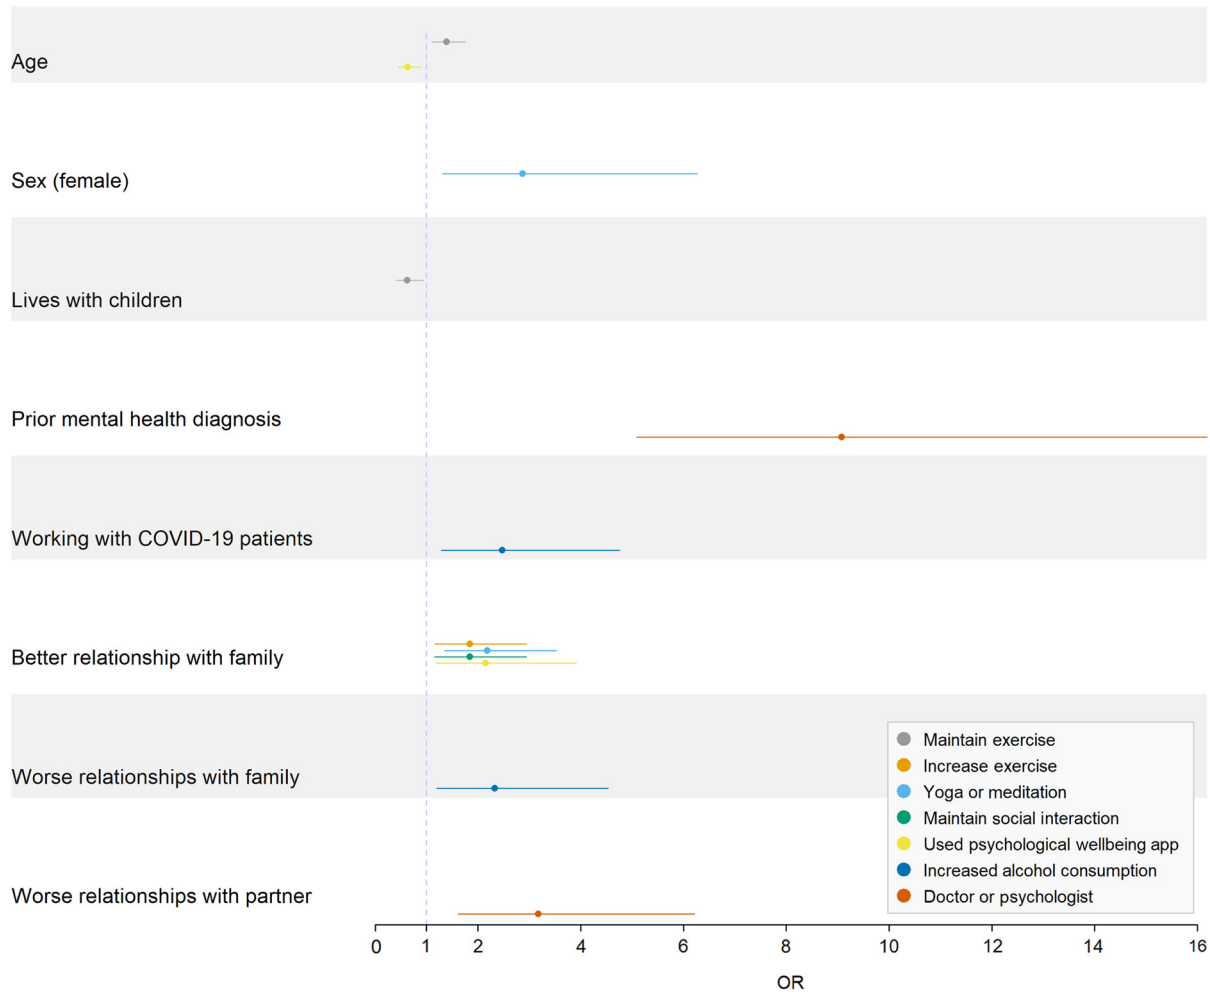 Age
Sex (female)
Lives with children
Prior mental health diagnosis
Working with COVID-19 patients
Better relationship with family
Worse relationships with family
Worse relationships with partner
Maintain exercise
Increase exercise
Yoga or meditation
Maintain social interaction
Used psychological wellbeing app
Increased alcohol consumption
Doctor or psychologist
0 1 2 4 6 8 10 12 14 16
OR